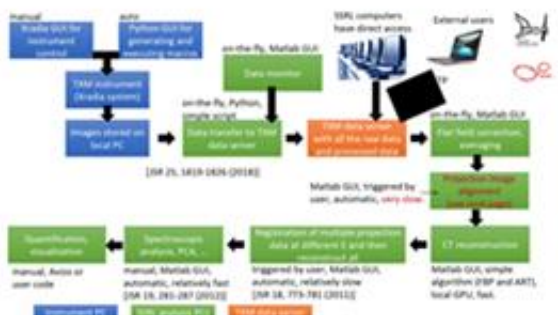 manual
auto
Xradia GUI for
instrument
control
Python GUI for
generating and
executing macros
SSRL computers
have direct access
External users
on-the-fly, Matlab GUI
Data monitor
TXM instrument
(Xradia system)
on-the-fly, Python,
simple script
on-the-fly, Matlab GUI
Images stored on
local PC
Data transfer to TXM
data server
TXM data server
with all the raw data
and processed data
Flat field correction,
averaging
[JSR 25, 1819-1826 (2018)]
Matlab GUI, triggered by
user, automatic, very slow.
Projection image
alignment
Quantification,
visualization
Spectroscopic
analysis, PCA, ...
Registration of multiple projection
data at different E and then
reconstruct all
CT reconstruction
manual, Avizo or
user code
manual, Matlab GUI,
automatic, relatively fast
[JSR 19, 281-287 (2012)]
triggered by user, Matlab GUI,
automatic, relatively slow
[JSR 18, 773-781 (2011)]
Matlab GUI, simple
algorithm (FBP and ART),
local-GPU, fast.
Instrument PC
SSRL analysis PCs
TXM data server